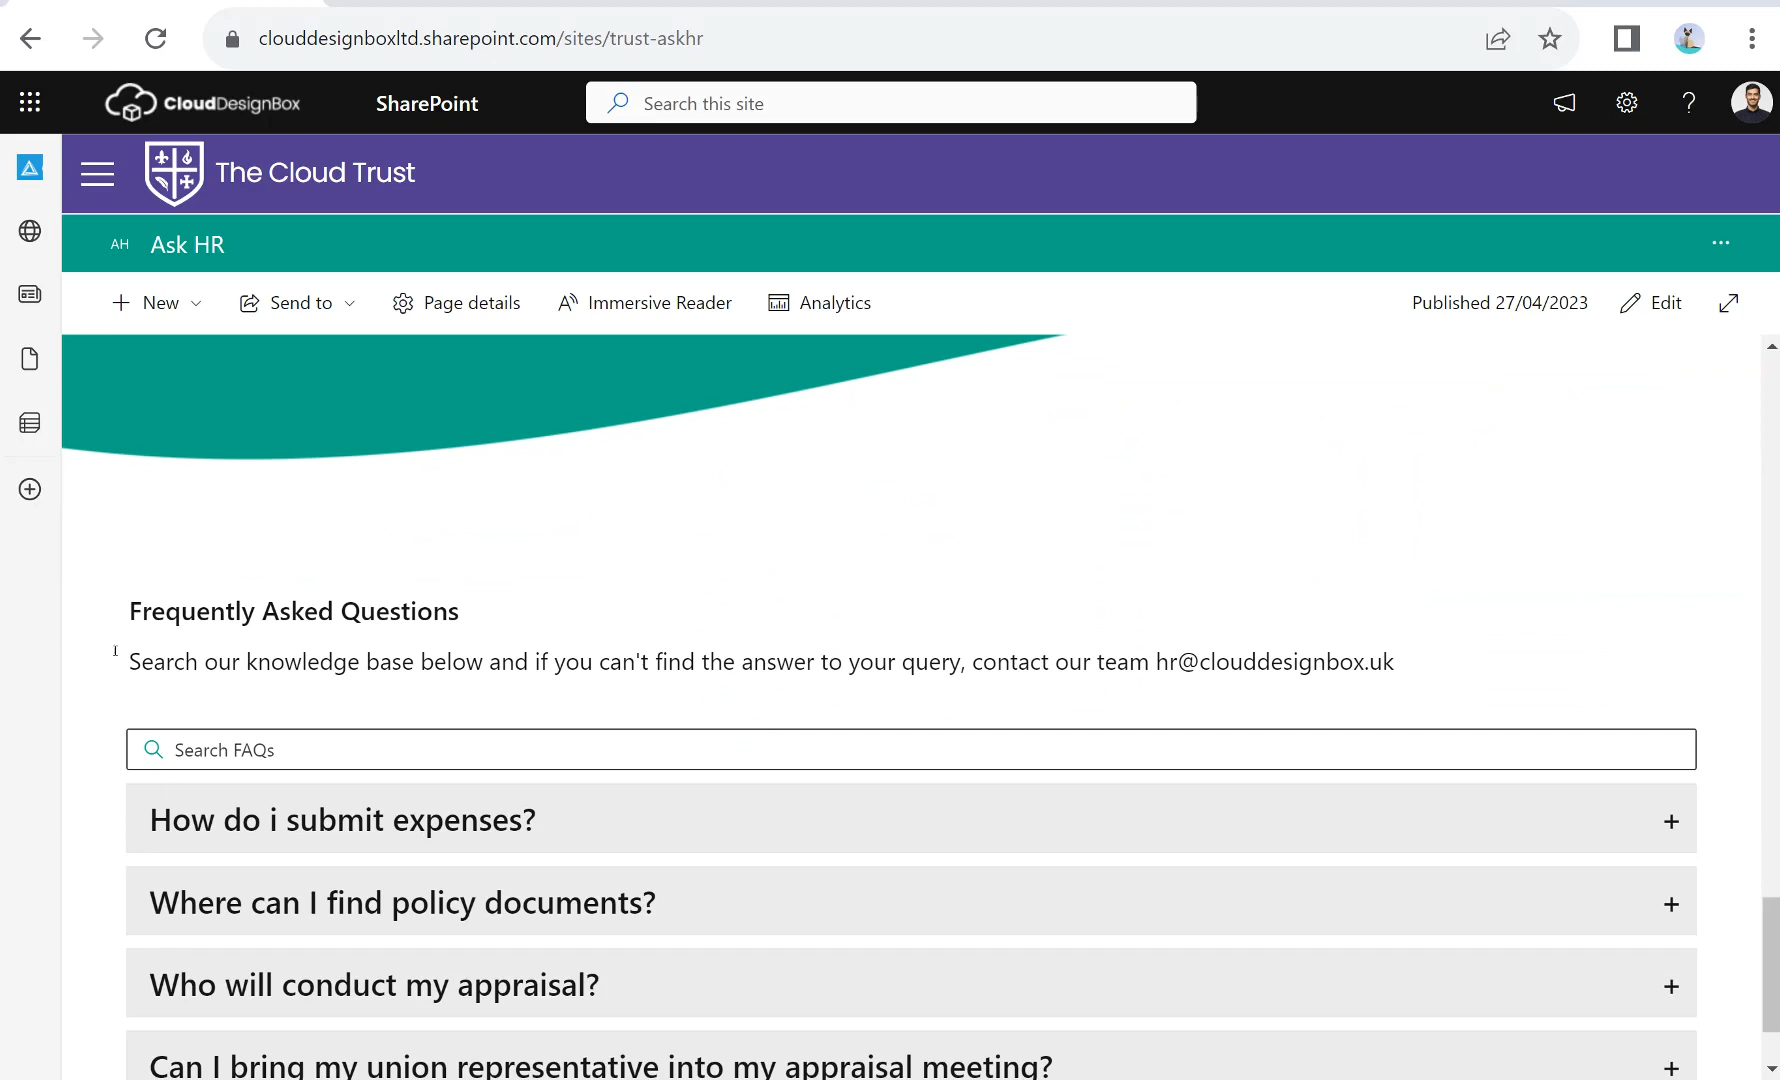 clouddesignboxltd.sharepoint.com/sites/trust-askhr
CloudDesignBox
SharePoint
Search this site
The Cloud Trust
AH
Ask HR
New
Send to
Page details
Immersive Reader
Analytics
Published 27/04/2023
Edit
Frequently Asked Questions
Search our knowledge base below and if you can't find the answer to your query, contact our team hr@clouddesignbox.uk
Search FAQs
How do i submit expenses?
Where can I find policy documents?
Who will conduct my appraisal?
Can I bring my union representative into my appraisal meeting?